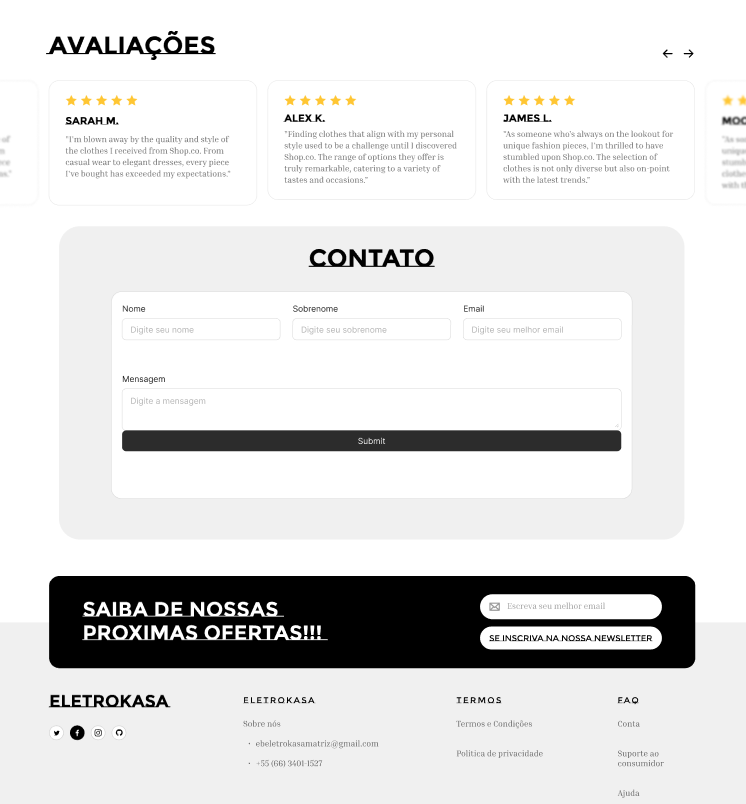 AVALIAÇÕES
SARAH M.
"I'm blown away by the quality and style of
the clothes I received from Shop.co. From
casual wear to elegant dresses, every piece
I've bought has exceeded my expectations."
ALEX K.
"Finding clothes that align with my personal
style used to be a challenge until I discovered
Shop.co. The range of options they offer is
truly remarkable, catering to a variety of
tastes and occasions."
JAMES L.
"As someone who's always on the lookout for
unique fashion pieces, I'm thrilled to have
stumbled upon Shop.co. The selection of
clothes is not only diverse but also on-point
with the latest trends."
CONTATO
Nome
Sobrenome
Email
Digite seu nome
Digite seu sobrenome
Digite seu melhor email
Mensagem
Digite a mensagem
Submit
SAIBA DE NOSSAS
PROXIMAS OFERTAS!!!
Escreva seu melhor email
SE INSCRIVA NA NOSSA NEWSLETTER
ELETROKASA
ELETROKASA
Sobre nós
· ebeletrokasamatriz@gmail.com
· +55 (66) 3401-1527
TERMOS
Termos e Condições
Política de privacidade
FAQ
Conta
Suporte ao
consumidor
Ajuda